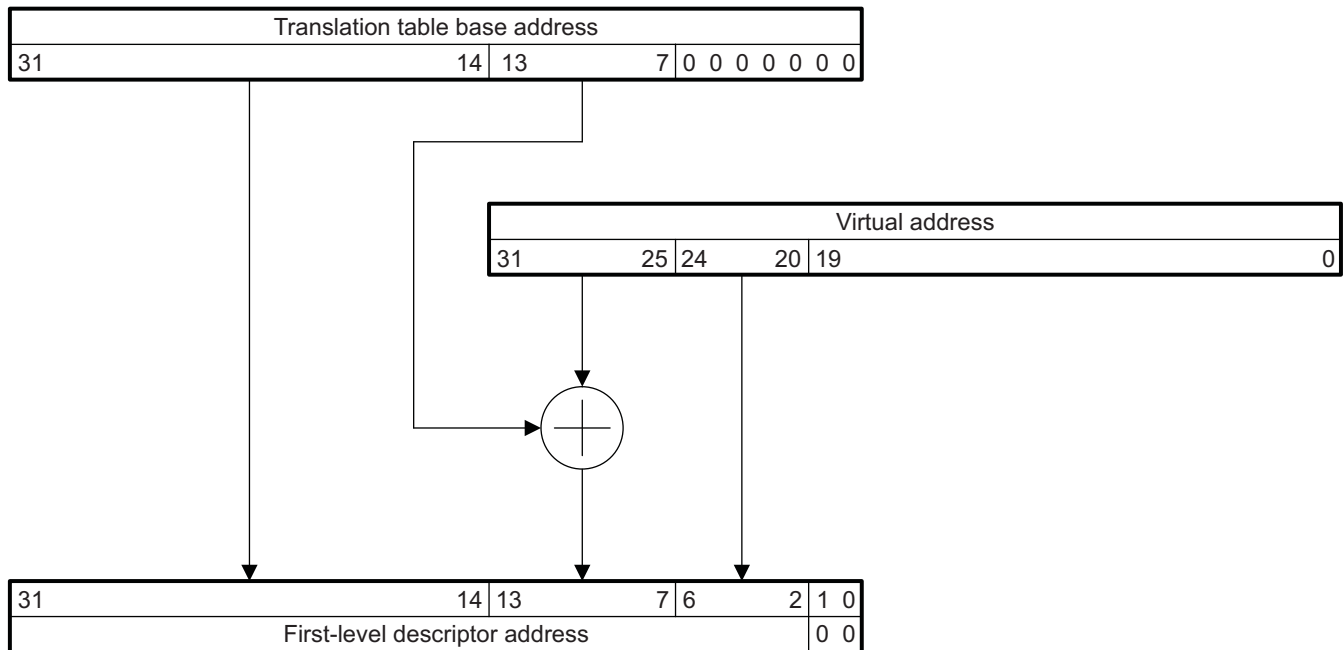 Translation table base address
31 14 13 7 0 0 0 0 0 0 0
Virtual address
31 25 24 20 19 0
31 14 13 7 6 2 1 0
First-level descriptor address 0 0